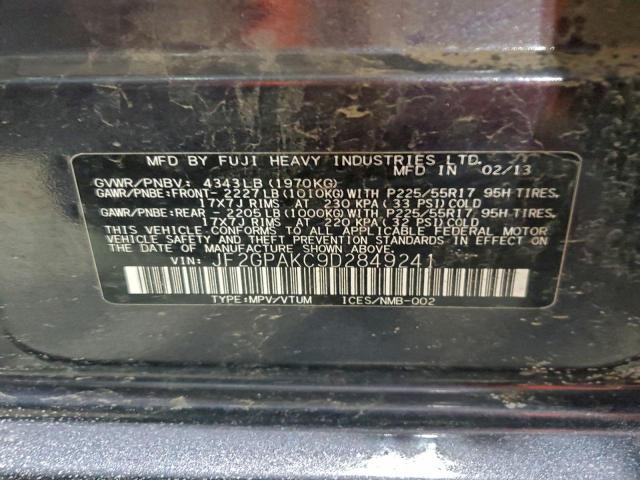 MFD BY FUJI HEAVY INDUSTRIES LTD.
MFD IN 02/13
GVWR/PNBV: 4343LB(1970KG)
GAWR/PNBE:FRONT- 2227LB(1010KG)WITH P225/55R17 95H TIRES,
17X7J RIMS AT 230 KPA(33 PSI)COLD
GAWR/PNBE:REAR - 2205LB(1000KG)WITH P225/55R17 95H TIRES,
17X7J RIMS AT 220 KPA(32 PSI)COLD
THIS VEHICLE CONFORMS TO ALL APPLICABLE FEDERAL MOTOR
VEHICLE SAFETY AND THEFT PREVENTION STANDARDS IN EFFECT ON
THE DATE OF MANUFACTURE SHOWN ABOVE.
VIN: JF2GPAKC9D2849241
TYPE:MPV/VTUM ICES/NMB-002